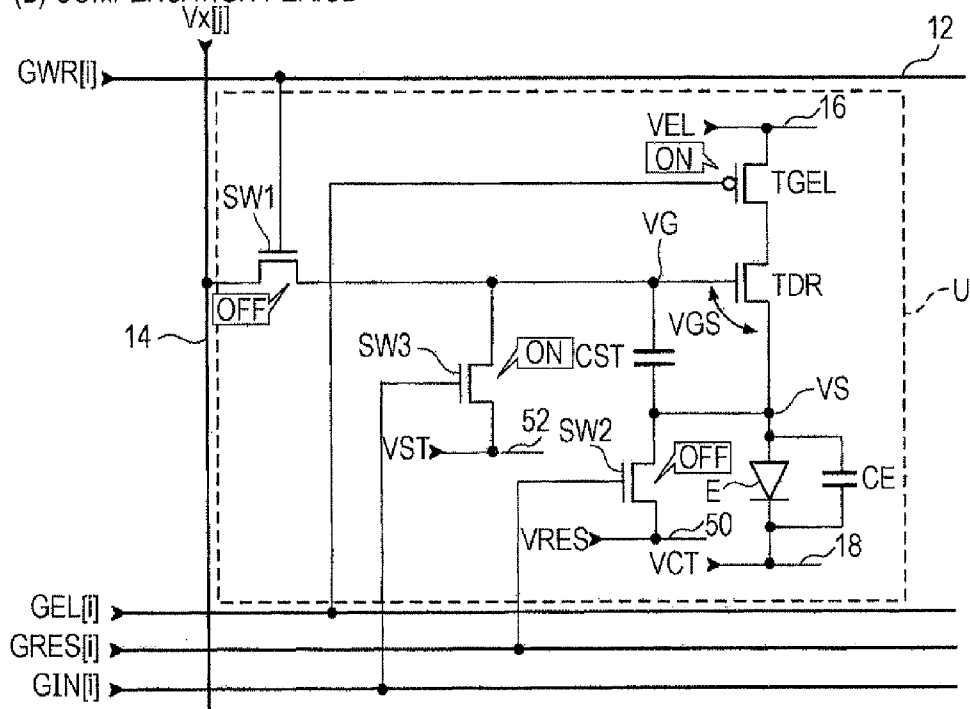 Vx[j]
GWR[i]
12
VEL
16
ON
TGEL
SW1
VG
TDR
U
OFF
VGS
14
SW3
ON
CST
VS
52
SW2
VST
OFF
E
CE
VRES
50
VCT
18
GEL[i]
GRES[i]
GIN[i]